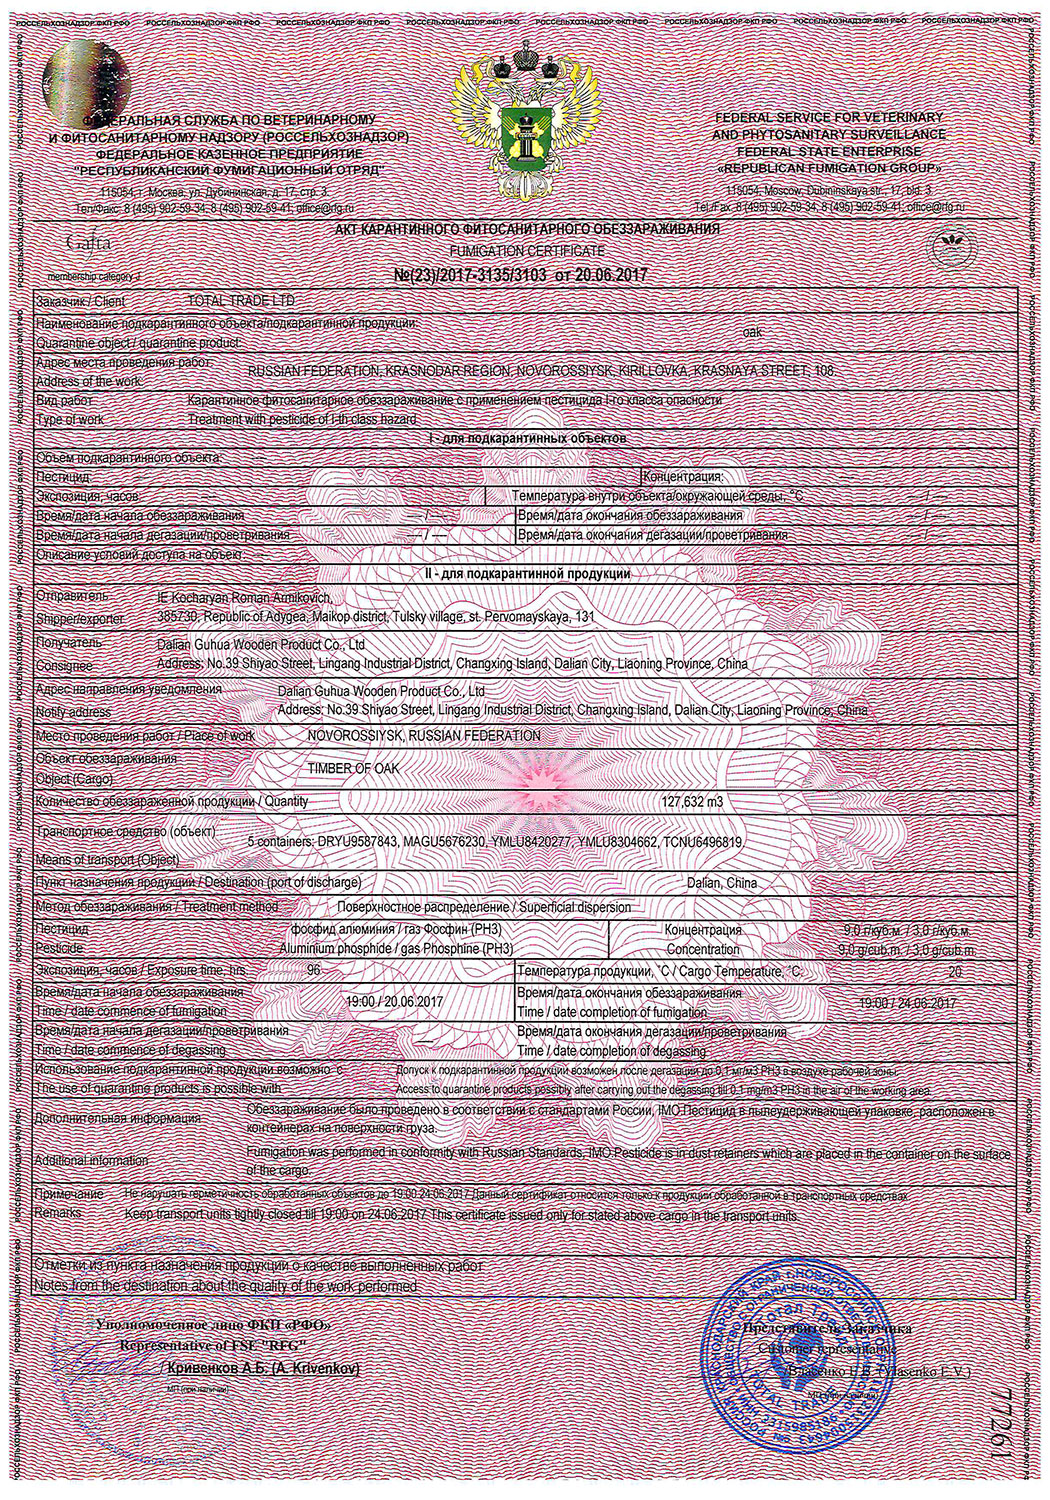 РОССЕЛЬХОЗНАДЗОР ФКП РФО
ФЕДЕРАЛЬНАЯ СЛУЖБА ПО ВЕТЕРИНАРНОМУ
И ФИТОСАНИТАРНОМУ НАДЗОРУ (РОССЕЛЬХОЗНАДЗОР)
ФЕДЕРАЛЬНОЕ КАЗЕННОЕ ПРЕДПРИЯТИЕ
"РЕСПУБЛИКАНСКИЙ ФУМИГАЦИОННЫЙ ОТРЯД"
115054, г. Москва, ул. Дубининская, д. 17, стр. 3.
Тел/Факс: 8 (495) 902-59-34, 8 (495) 902-59-41, office@rfg.ru
FEDERAL SERVICE FOR VETERINARY
AND PHYTOSANITARY SURVEILLANCE
FEDERAL STATE ENTERPRISE
«REPUBLICAN FUMIGATION GROUP»
115054, Moscow, Dubininskaya str., 17, bld. 3.
Tel./Fax. 8 (495) 902-59-34, 8 (495) 902-59-41, office@rfg.ru
Gafta
membership category J
АКТ КАРАНТИННОГО ФИТОСАНИТАРНОГО ОБЕЗЗАРАЖИВАНИЯ
FUMIGATION CERTIFICATE
№(23)/2017-3135/3103 от 20.06.2017
Заказчик / Client TOTAL TRADE LTD
Наименование подкарантинного объекта/подкарантинной продукции:
Quarantine object / quarantine product: oak
Адрес места проведения работ:
Address of the work: RUSSIAN FEDERATION, KRASNODAR REGION, NOVOROSSIYSK, KIRILLOVKA, KRASNAYA STREET, 108.
Вид работ Карантинное фитосанитарное обеззараживание с применением пестицида I-го класса опасности
Type of work Treatment with pesticide of I-th class hazard
I - для подкарантинных объектов
Объем подкарантинного объекта: —
Пестицид: Концентрация:
Экспозиция, часов: — Температура внутри объекта/окружающей среды, °C — / —
Время/дата начала обеззараживания — / — Время/дата окончания обеззараживания — / —
Время/дата начала дегазации/проветривания — / — Время/дата окончания дегазации/проветривания — / —
Описание условий доступа на объект: —
II - для подкарантинной продукции
Отправитель IE Kocharyan Roman Armikovich,
Shipper/exporter 385730, Republic of Adygea, Maikop district, Tulsky village, st. Pervomayskaya, 131
Получатель Dalian Guhua Wooden Product Co., Ltd
Consignee Address: No.39 Shiyao Street, Lingang Industrial District, Changxing Island, Dalian City, Liaoning Province, China
Адрес направления уведомления Dalian Guhua Wooden Product Co., Ltd
Notify address Address: No.39 Shiyao Street, Lingang Industrial District, Changxing Island, Dalian City, Liaoning Province, China
Место проведения работ / Place of work NOVOROSSIYSK, RUSSIAN FEDERATION
Объект обеззараживания
Object (Cargo) TIMBER OF OAK
Количество обеззараженной продукции / Quantity 127,632 m3
Транспортное средство (объект)
Means of transport (Object) 5 containers: DRYU9587843, MAGU5676230, YMLU8420277, YMLU8304662, TCNU6496819
Пункт назначения продукции / Destination (port of discharge) Dalian, China
Метод обеззараживания / Treatment method Поверхностное распределение / Superficial dispersion
Пестицид фосфид алюминия / газ Фосфин (PH3) Концентрация 9,0 г/куб.м. / 3,0 г/куб.м.
Pesticide Aluminium phosphide / gas Phosphine (PH3) Concentration 9,0 g/cub.m. / 3,0 g/cub.m.
Экспозиция, часов / Exposure time, hrs. 96 Температура продукции, °C / Cargo Temperature, °C: 20
Время/дата начала обеззараживания Время/дата окончания обеззараживания
Time / date commence of fumigation 19:00 / 20.06.2017 Time / date completion of fumigation 19:00 / 24.06.2017
Время/дата начала дегазации/проветривания Время/дата окончания дегазации/проветривания
Time / date commence of degassing — Time / date completion of degassing
Использование подкарантинной продукции возможно с: Допуск к подкарантинной продукции возможен после дегазации до 0,1 мг/м3 PH3 в воздухе рабочей зоны.
The use of quarantine products is possible with Access to quarantine products possibly after carrying out the degassing till 0.1 mg/m3 PH3 in the air of the working area.
Дополнительная информация Обеззараживание было проведено в соответствии с стандартами России, IMO.Пестицид в пылеудерживающей упаковке, расположен в
контейнерах на поверхности груза.
Additional information Fumigation was performed in conformity with Russian Standards, IMO.Pesticide is in dust retainers which are placed in the container on the surface
of the cargo.
Примечание Не нарушать герметичность обработанных объектов до 19:00 24.06.2017 Данный сертификат относится только к продукции обработанной в транспортных средствах
Remarks Keep transport units tightly closed till 19:00 on 24.06.2017 This certificate issued only for stated above cargo in the transport units.
Отметки из пункта назначения продукции о качестве выполненных работ:
Notes from the destination about the quality of the work performed
Уполномоченное лицо ФКП «РФО»
Representative of FSE "RFG"
/ Кривенков А.Б. (A. Krivenkov)
МП (при наличии)
Представитель Заказчика
Customer representative
/Власенко Е.В. (Vlasenko E.V.)
МП (при наличии)
77261